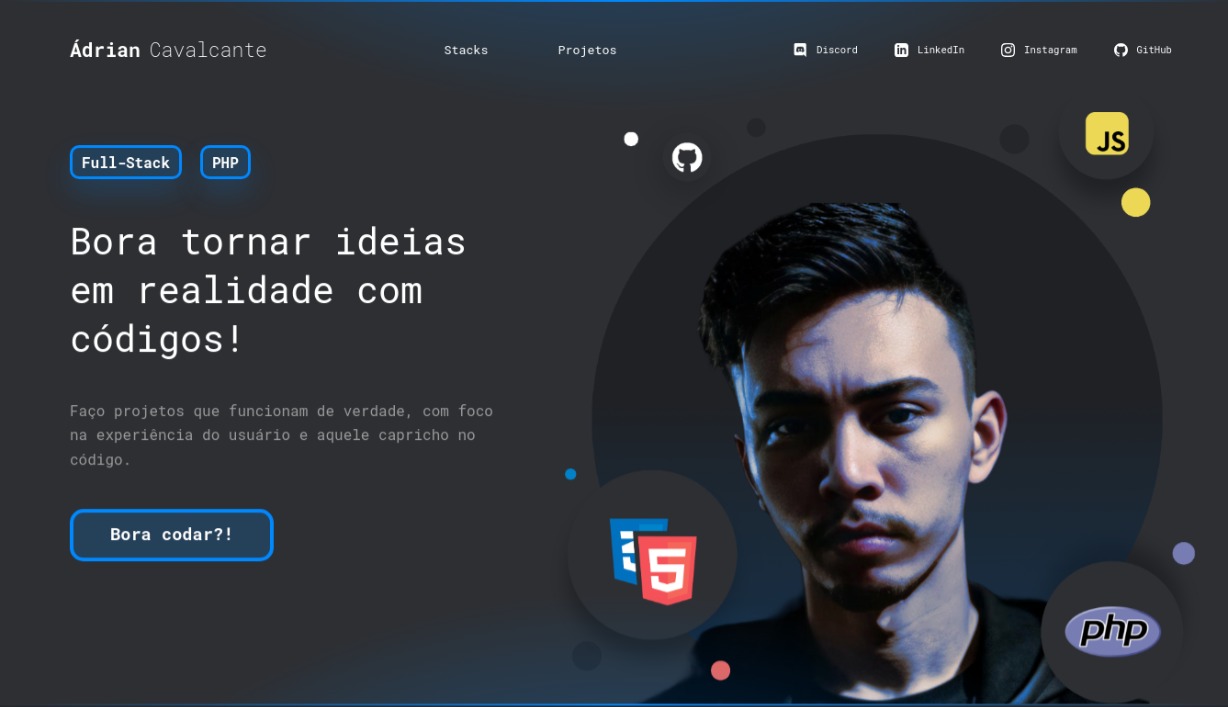 Ádrian Cavalcante
Stacks
Projetos
Discord
LinkedIn
Instagram
GitHub
Full-Stack
PHP
Bora tornar ideias
em realidade com
códigos!
Faço projetos que funcionam de verdade, com foco
na experiência do usuário e aquele capricho no
código.
Bora codar?!
JS
5
php